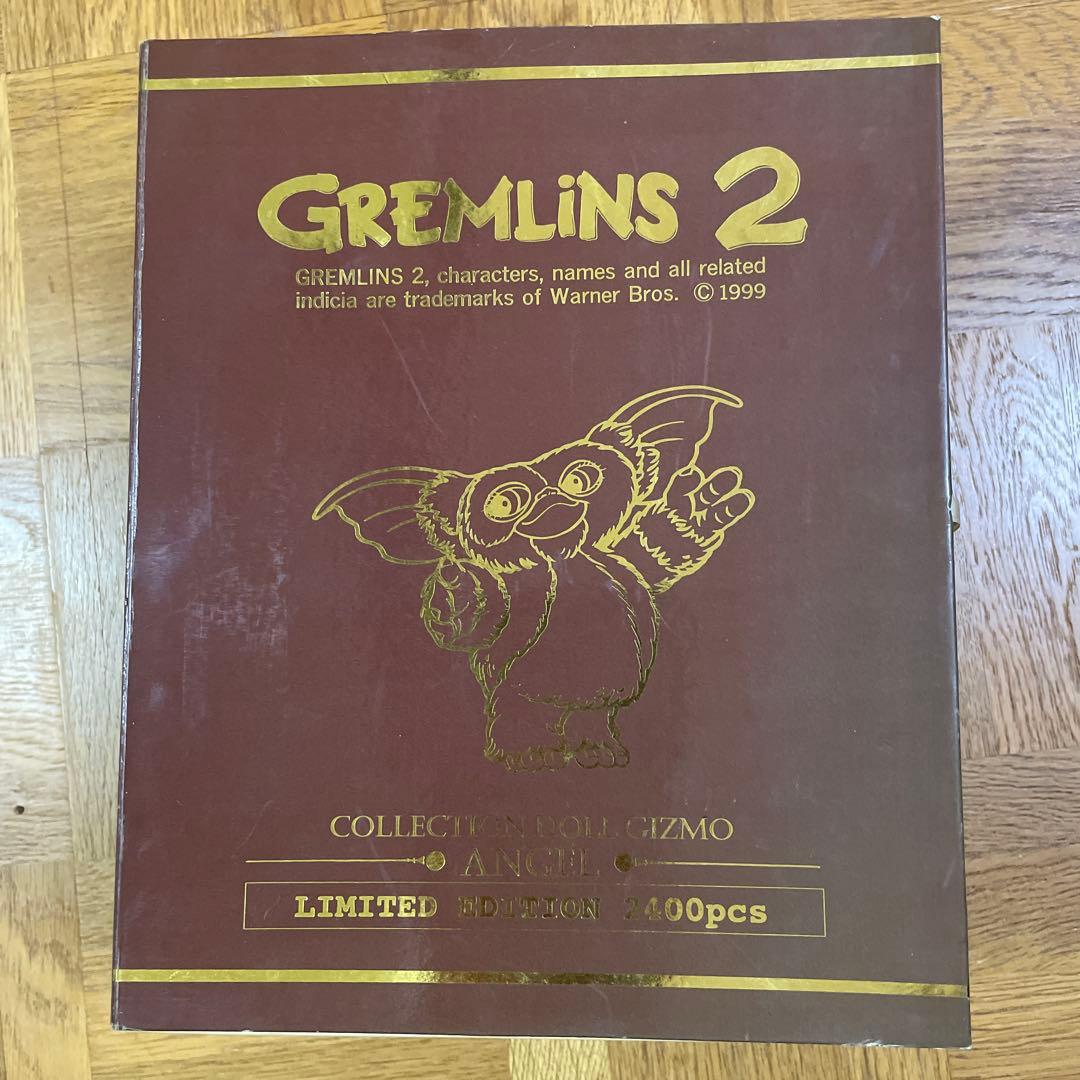 GREMLiNS 2
GREMLINS 2, characters, names and all related
indicia are trademarks of Warner Bros. © 1999
COLLECTION DOLL GIZMO
ANGEL
LIMITED EDITION 2400pcs